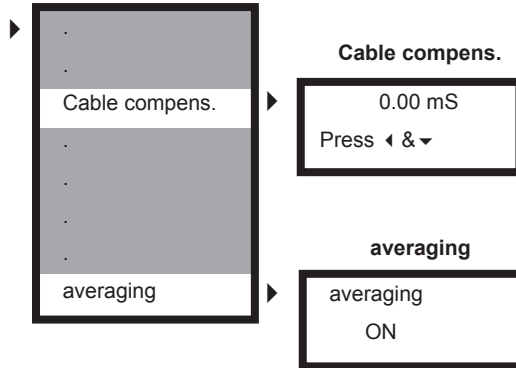 .
.
Cable compens.
.
.
.
.
averaging
Cable compens.
0.00 mS
Press ◂ & ▾
averaging
averaging
ON